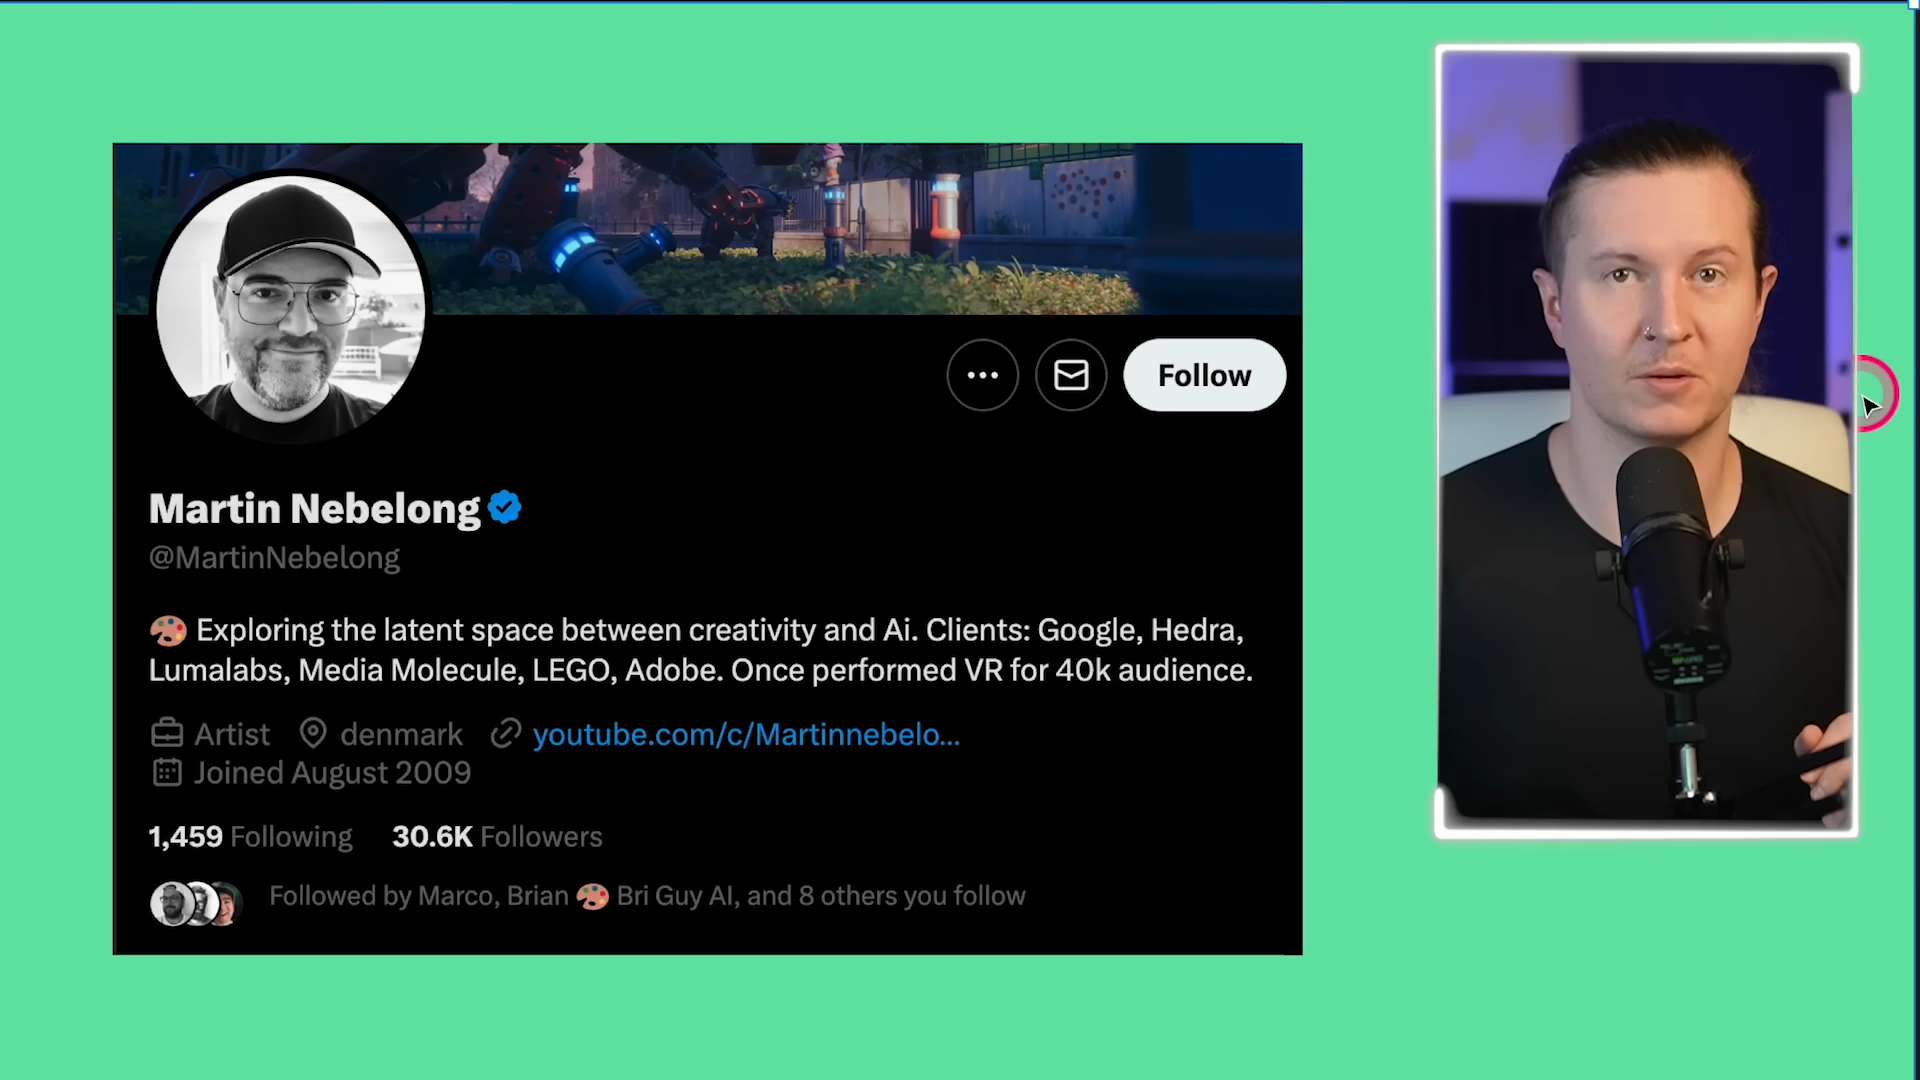 Follow
Martin Nebelong
@MartinNebelong
🎨 Exploring the latent space between creativity and Ai. Clients: Google, Hedra,
Lumalabs, Media Molecule, LEGO, Adobe. Once performed VR for 40k audience.
Artist denmark youtube.com/c/Martinnebelo...
Joined August 2009
1,459 Following 30.6K Followers
Followed by Marco, Brian 🎨 Bri Guy AI, and 8 others you follow